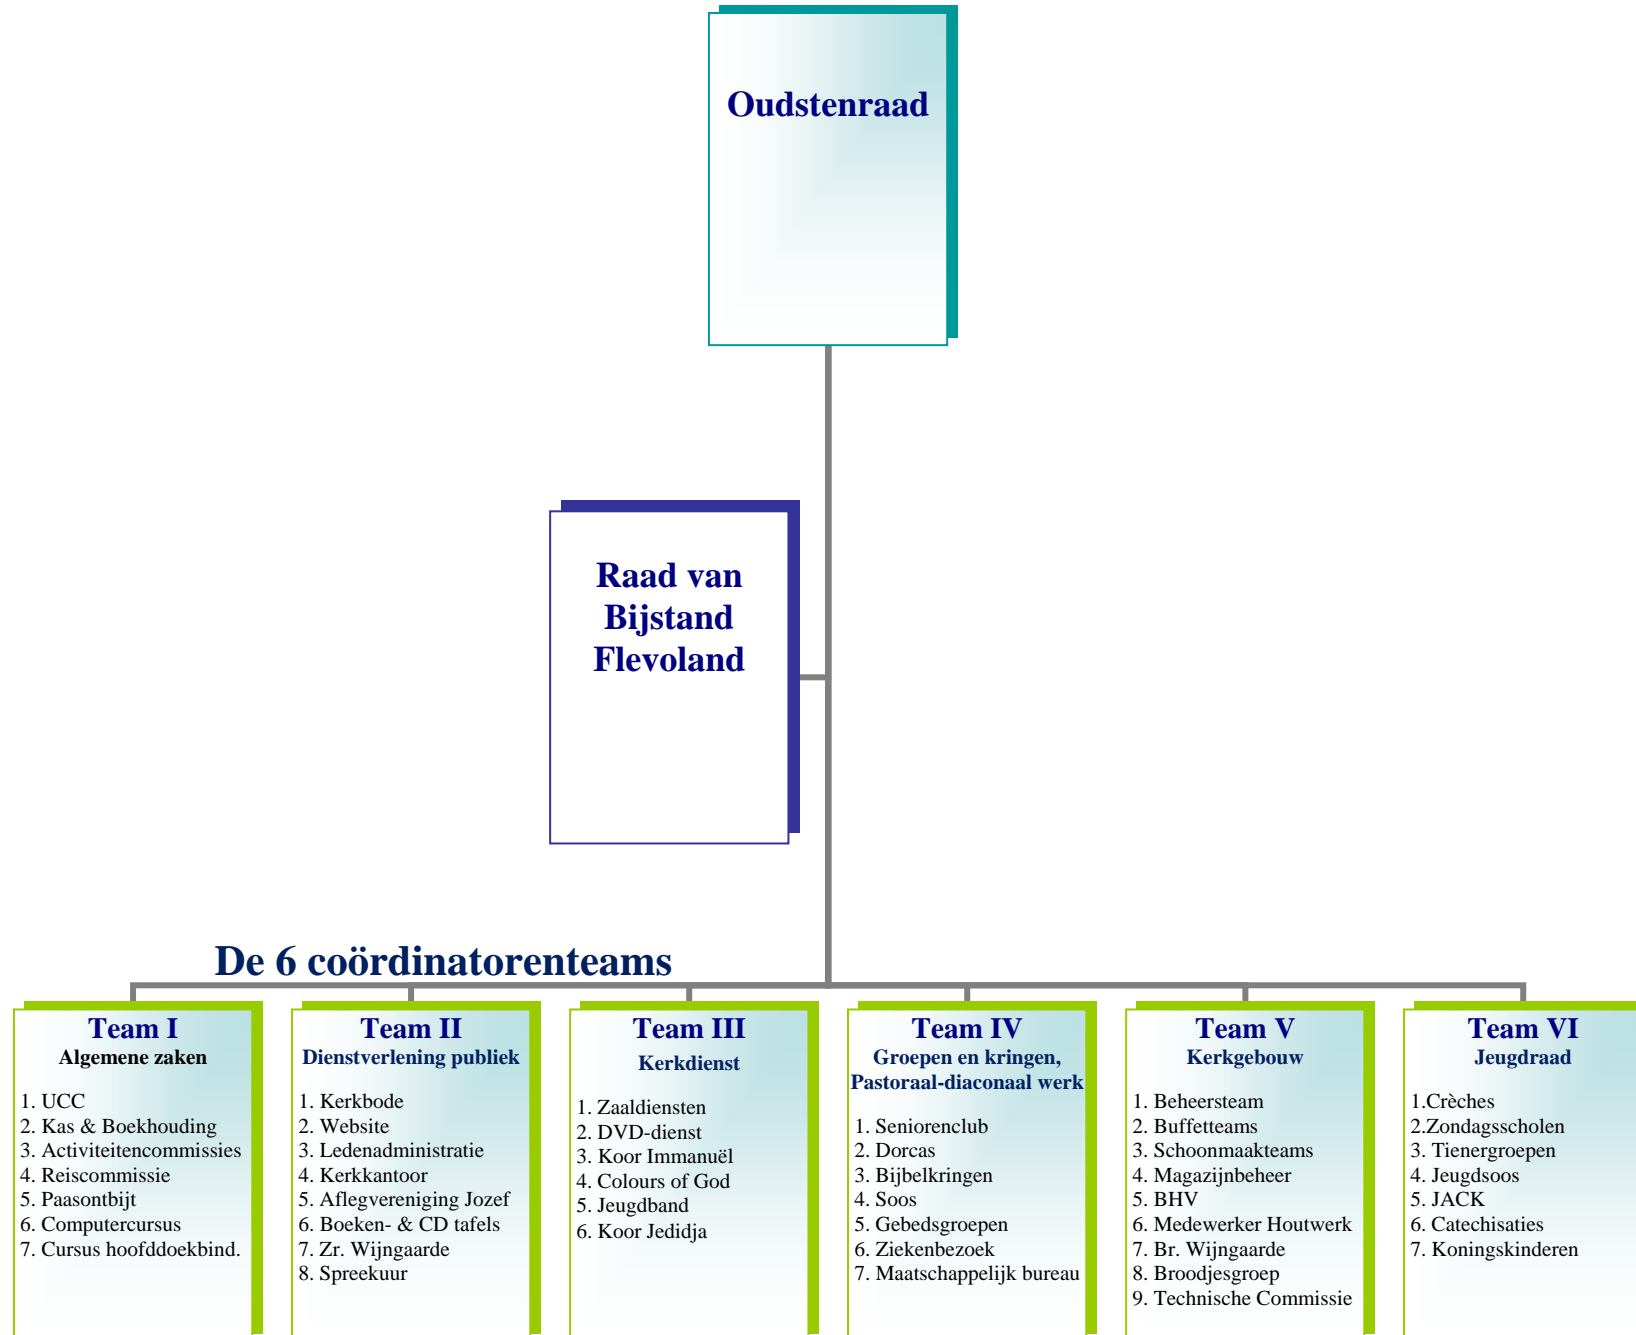 Oudstenraad
Raad van
Bijstand
Flevoland
De 6 coördinatorenteams
Team I
Algemene zaken
1. UCC
2. Kas & Boekhouding
3. Activiteitencommissies
4. Reiscommissie
5. Paasontbijt
6. Computercursus
7. Cursus hoofddoekbind.
Team II
Dienstverlening publiek
1. Kerkbode
2. Website
3. Ledenadministratie
4. Kerkkantoor
5. Aflegvereniging Jozef
6. Boeken- & CD tafels
7. Zr. Wijngaarde
8. Spreekuur
Team III
Kerkdienst
1. Zaaldiensten
2. DVD-dienst
3. Koor Immanuël
4. Colours of God
5. Jeugdband
6. Koor Jedidja
Team IV
Groepen en kringen,
Pastoraal-diaconaal werk
1. Seniorenclub
2. Dorcas
3. Bijbelkringen
4. Soos
5. Gebedsgroepen
6. Ziekenbezoek
7. Maatschappelijk bureau
Team V
Kerkgebouw
1. Beheersteam
2. Buffetteams
3. Schoonmaakteams
4. Magazijnbeheer
5. BHV
6. Medewerker Houtwerk
7. Br. Wijngaarde
8. Broodjesgroep
9. Technische Commissie
Team VI
Jeugdraad
1.Crèches
2.Zondagsscholen
3. Tienergroepen
4. Jeugdsoos
5. JACK
6. Catechisaties
7. Koningskinderen